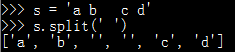 >>> s = 'a b   c d'
>>> s.split(' ')
['a', 'b', '', '', 'c', 'd']